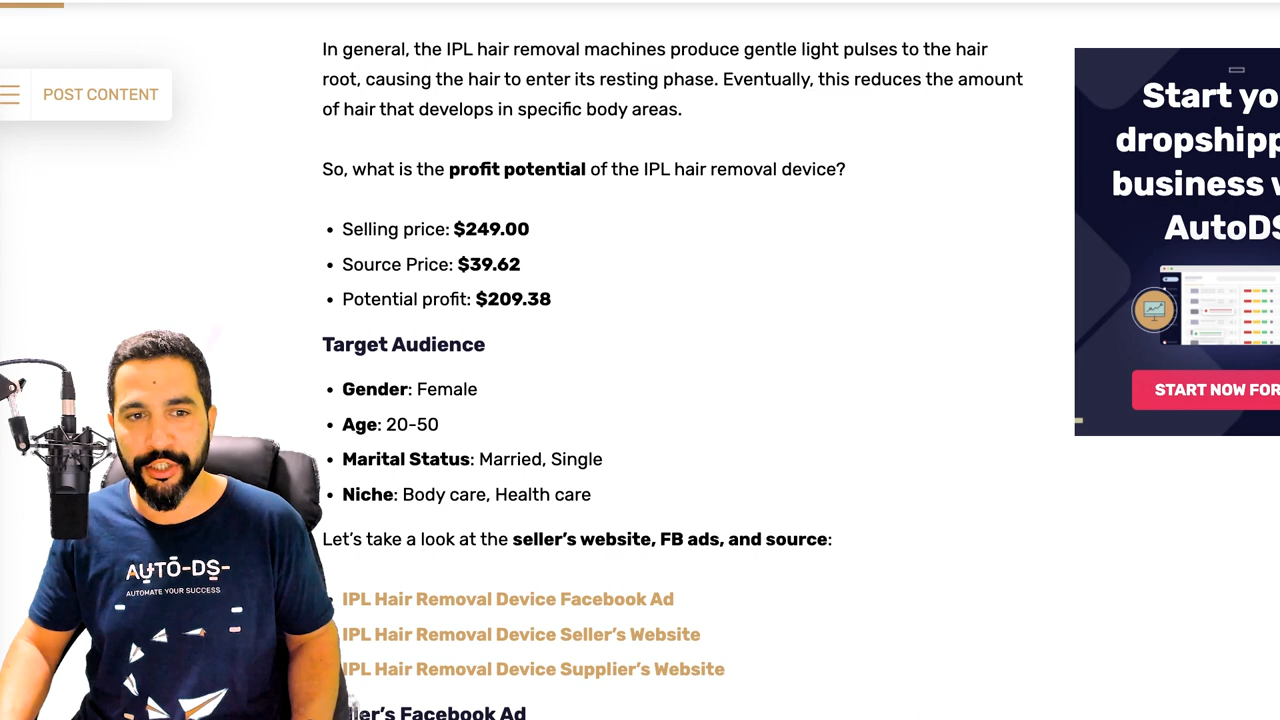 In general, the IPL hair removal machines produce gentle light pulses to the hair
root, causing the hair to enter its resting phase. Eventually, this reduces the amount
of hair that develops in specific body areas.
POST CONTENT
So, what is the profit potential of the IPL hair removal device?
• Selling price: $249.00
• Source Price: $39.62
• Potential profit: $209.38
Target Audience
• Gender: Female
• Age: 20-50
• Marital Status: Married, Single
• Niche: Body care, Health care
Let's take a look at the seller's website, FB ads, and source:
IPL Hair Removal Device Facebook Ad
IPL Hair Removal Device Seller's Website
IPL Hair Removal Device Supplier's Website
ller's Facebook Ad
Start yo
dropshipp
business w
AutoDS
START NOW FOR
AUTO-DS-
AUTOMATE YOUR SUCCESS